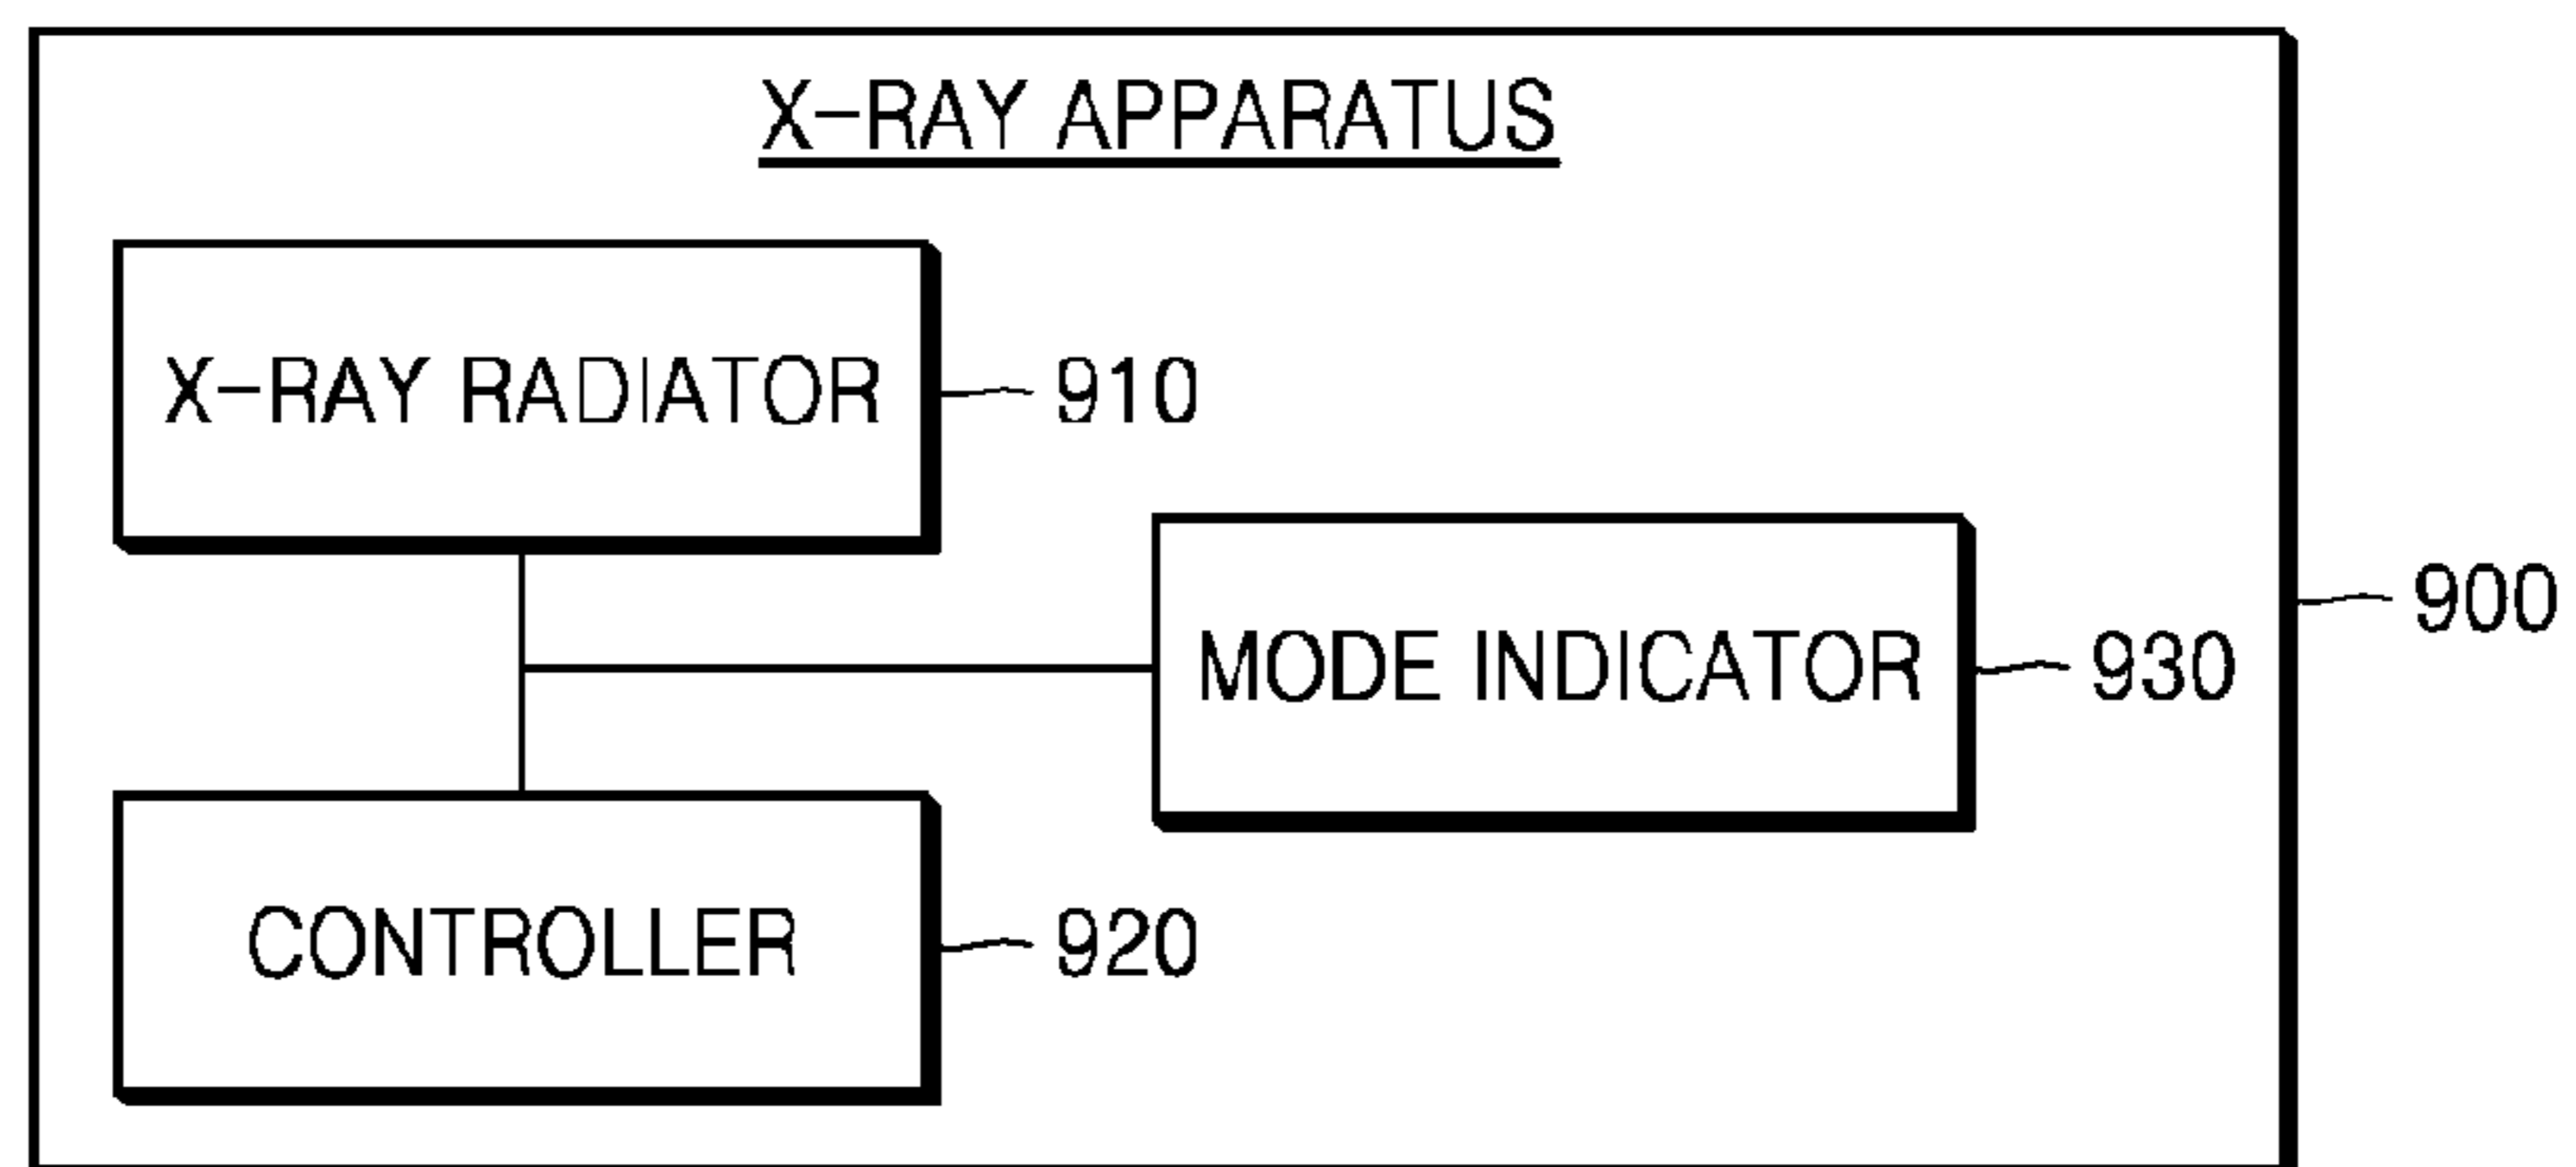 X-RAY APPARATUS
X-RAY RADIATOR
910
MODE INDICATOR
930
900
CONTROLLER
920